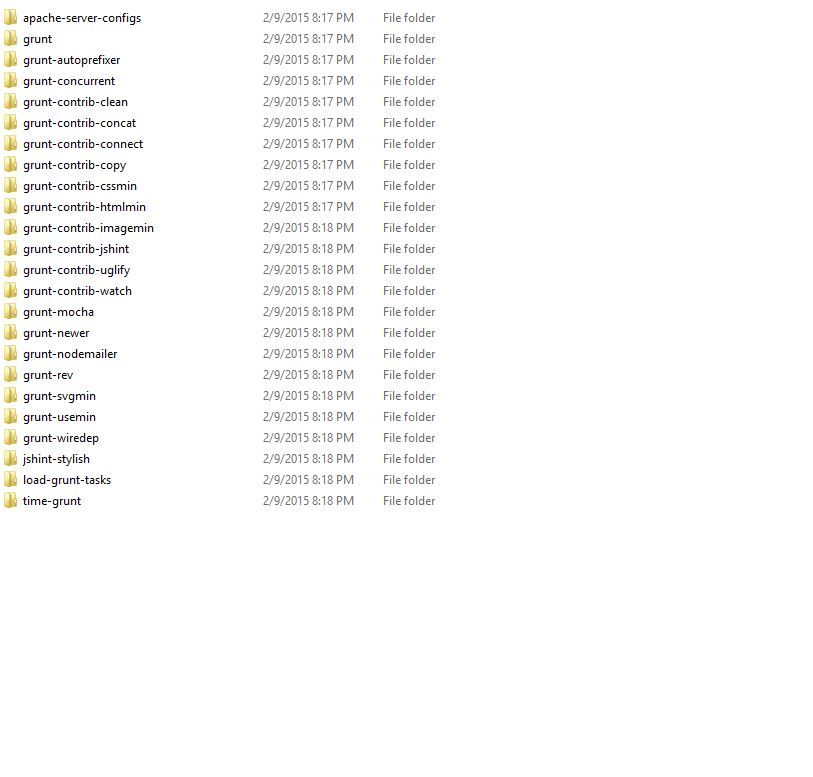 apache-server-configs 2/9/2015 8:17 PM File folder
grunt 2/9/2015 8:17 PM File folder
grunt-autoprefixer 2/9/2015 8:17 PM File folder
grunt-concurrent 2/9/2015 8:17 PM File folder
grunt-contrib-clean 2/9/2015 8:17 PM File folder
grunt-contrib-concat 2/9/2015 8:17 PM File folder
grunt-contrib-connect 2/9/2015 8:17 PM File folder
grunt-contrib-copy 2/9/2015 8:17 PM File folder
grunt-contrib-cssmin 2/9/2015 8:17 PM File folder
grunt-contrib-htmlmin 2/9/2015 8:17 PM File folder
grunt-contrib-imagemin 2/9/2015 8:18 PM File folder
grunt-contrib-jshint 2/9/2015 8:18 PM File folder
grunt-contrib-uglify 2/9/2015 8:18 PM File folder
grunt-contrib-watch 2/9/2015 8:18 PM File folder
grunt-mocha 2/9/2015 8:18 PM File folder
grunt-newer 2/9/2015 8:18 PM File folder
grunt-nodemailer 2/9/2015 8:18 PM File folder
grunt-rev 2/9/2015 8:18 PM File folder
grunt-svgmin 2/9/2015 8:18 PM File folder
grunt-usemin 2/9/2015 8:18 PM File folder
grunt-wiredep 2/9/2015 8:18 PM File folder
jshint-stylish 2/9/2015 8:18 PM File folder
load-grunt-tasks 2/9/2015 8:18 PM File folder
time-grunt 2/9/2015 8:18 PM File folder